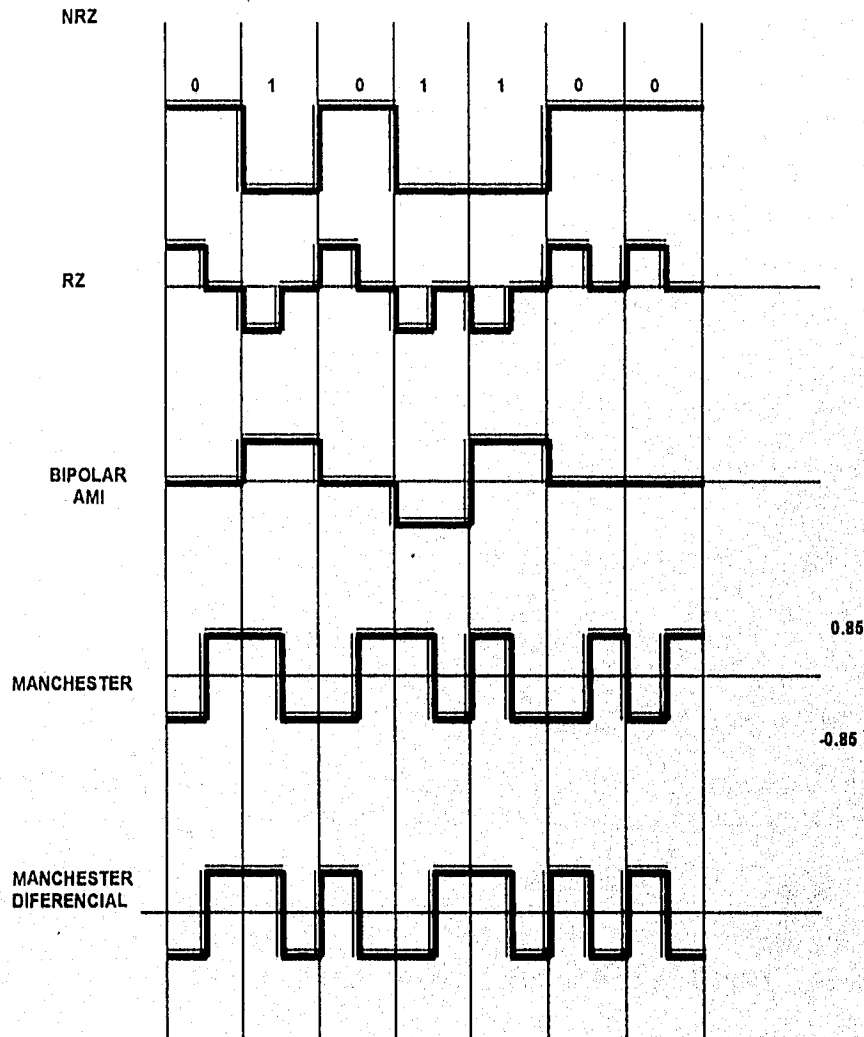 NRZ
0 1 0 1 1 0 0
RZ
BIPOLAR
AMI
0.85
MANCHESTER
-0.85
MANCHESTER
DIFERENCIAL